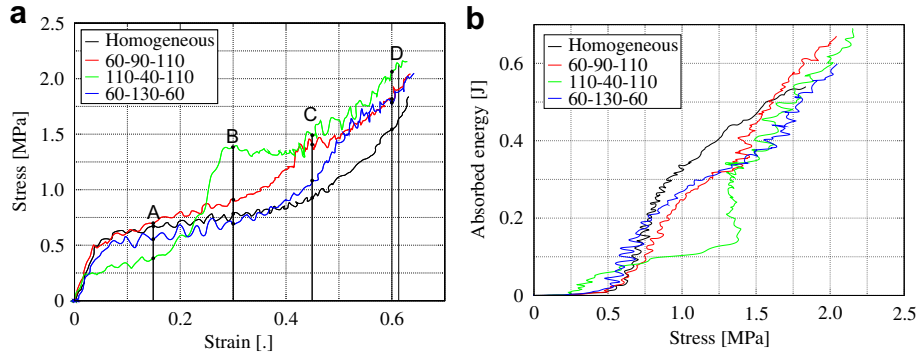 a
2.5
2.0
1.5
1.0
0.5
0.0
Stress [MPa]
Homogeneous
60-90-110
110-40-110
60-130-60
A
B
C
D
0
0.2
0.4
0.6
Strain [.]
b
0.6
0.4
0.2
0
Absorbed energy [J]
Homogeneous
60-90-110
110-40-110
60-130-60
0
0.5
1.0
1.5
2.0
2.5
Stress [MPa]